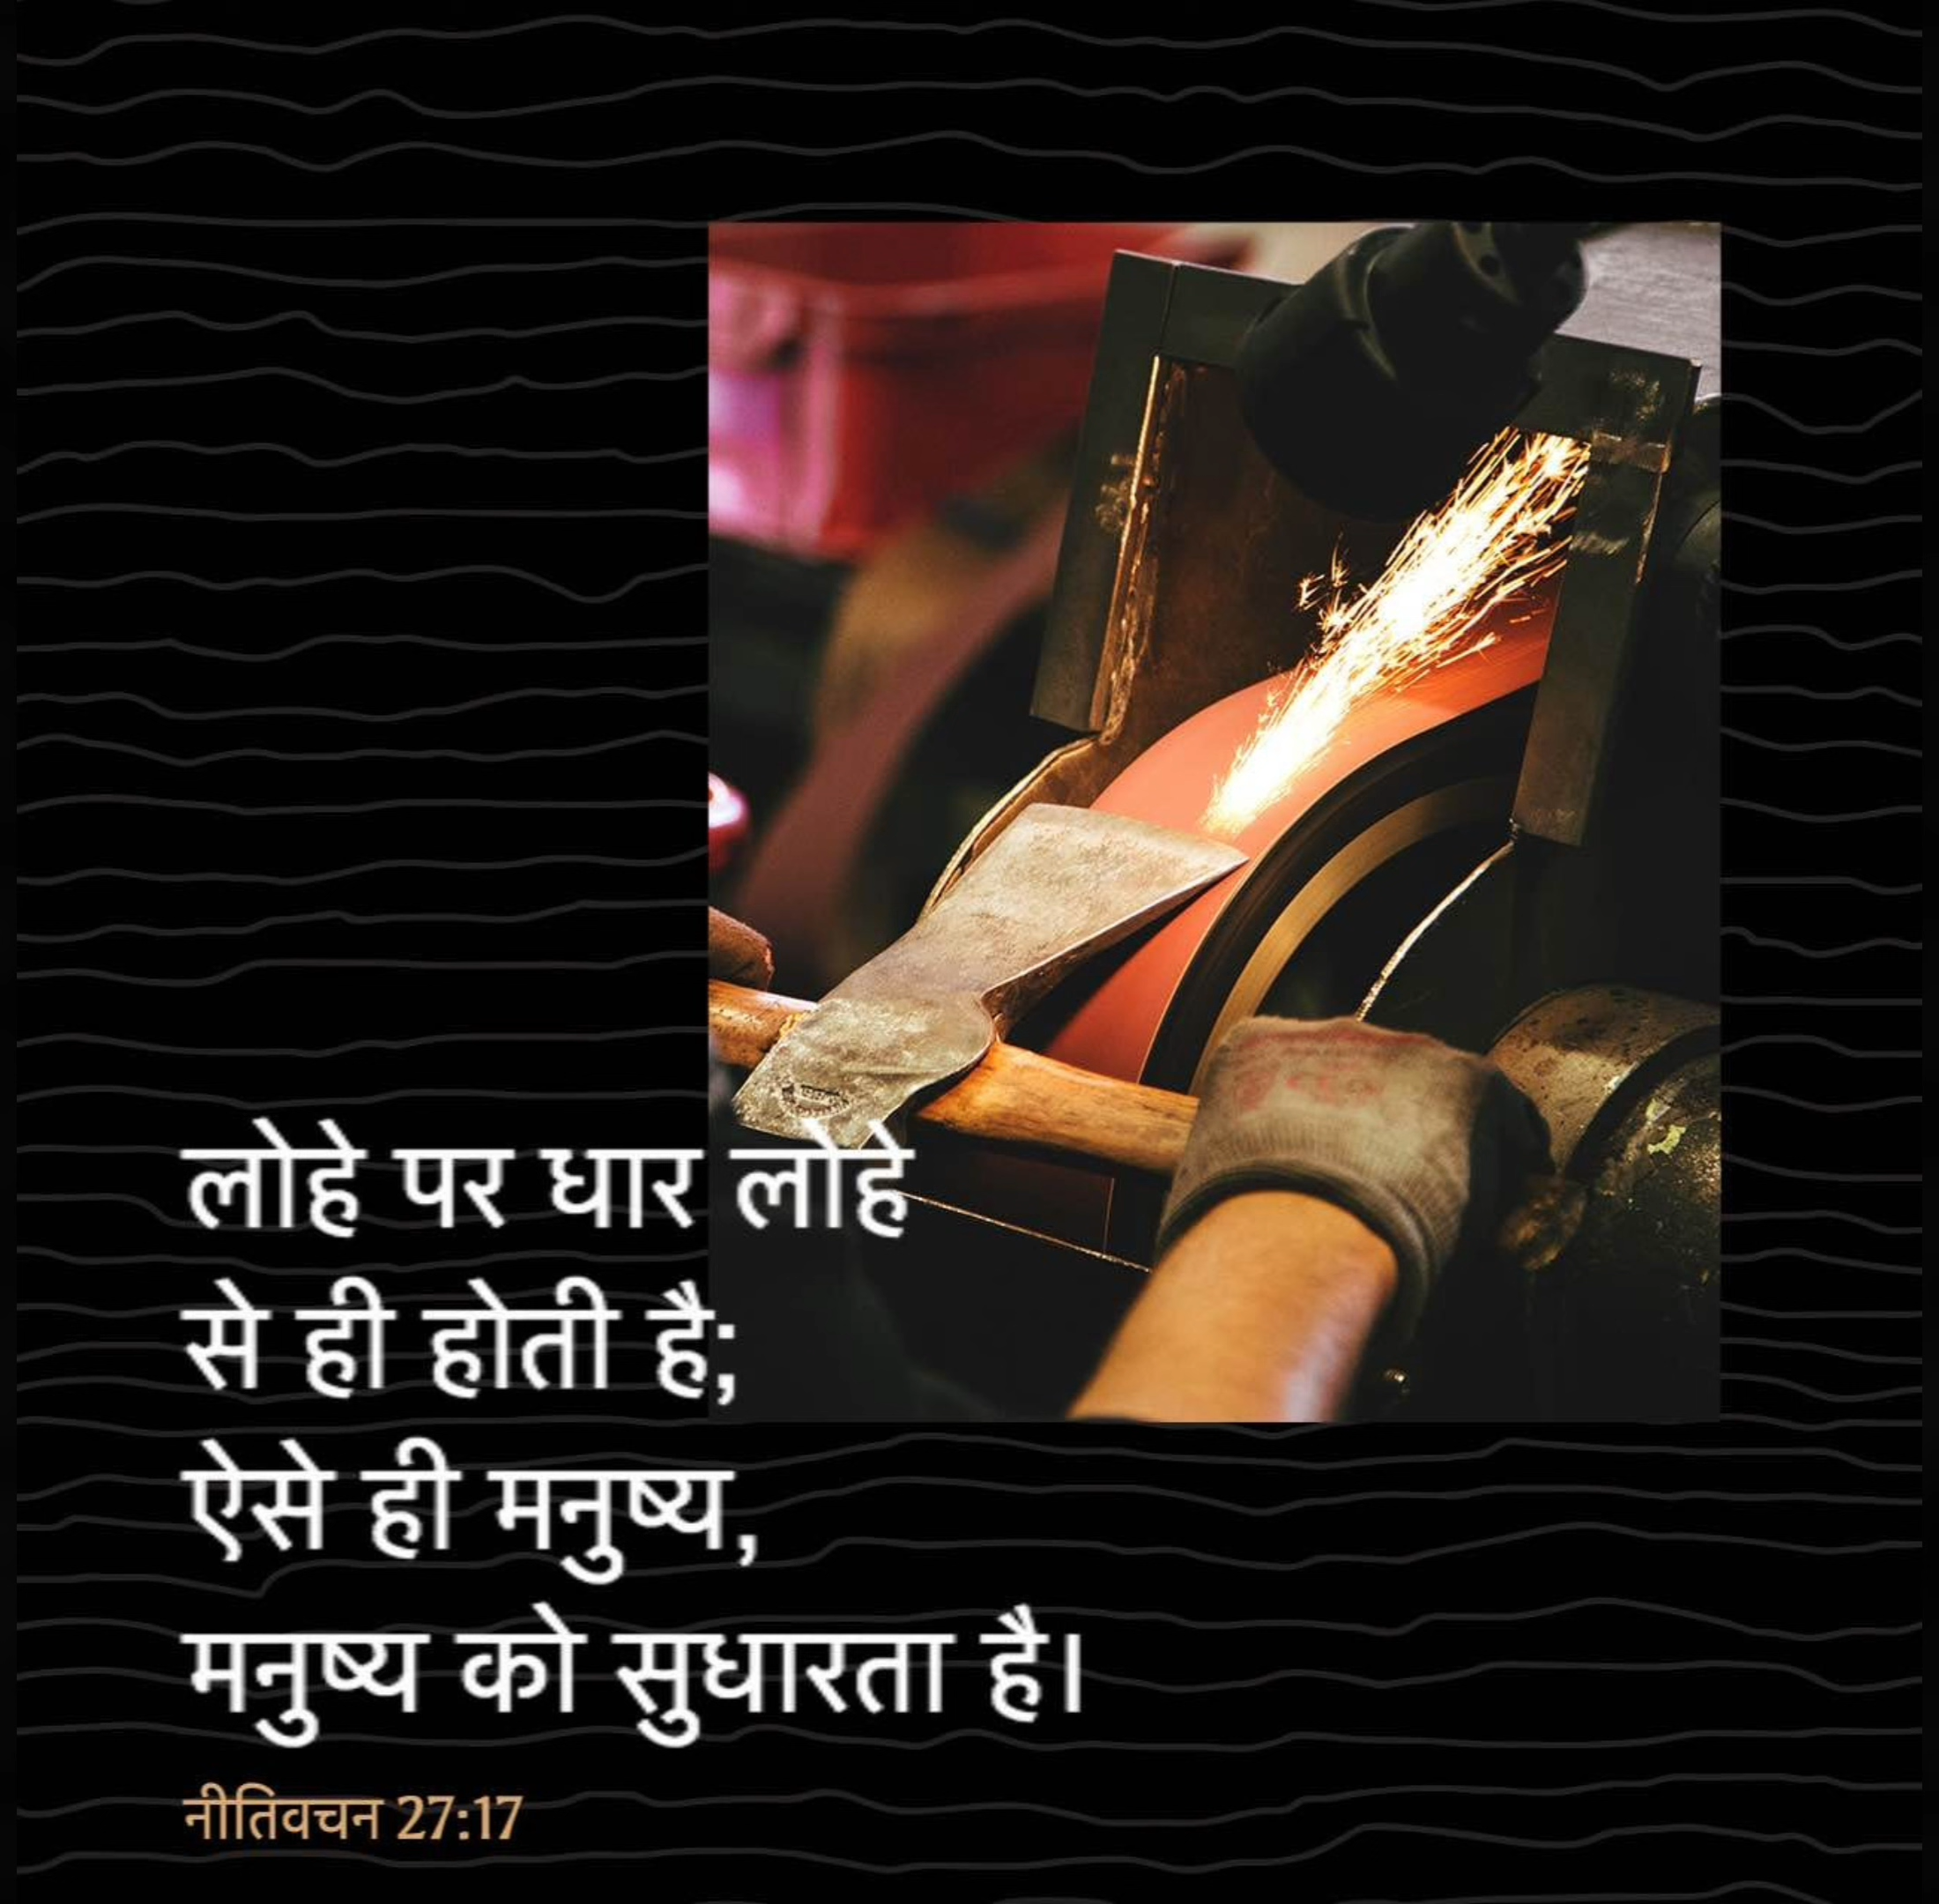 लोहे पर धार लोहे
से ही होती है;
ऐसे ही मनुष्य,
मनुष्य को सुधारता है।
नीतिवचन 27:17